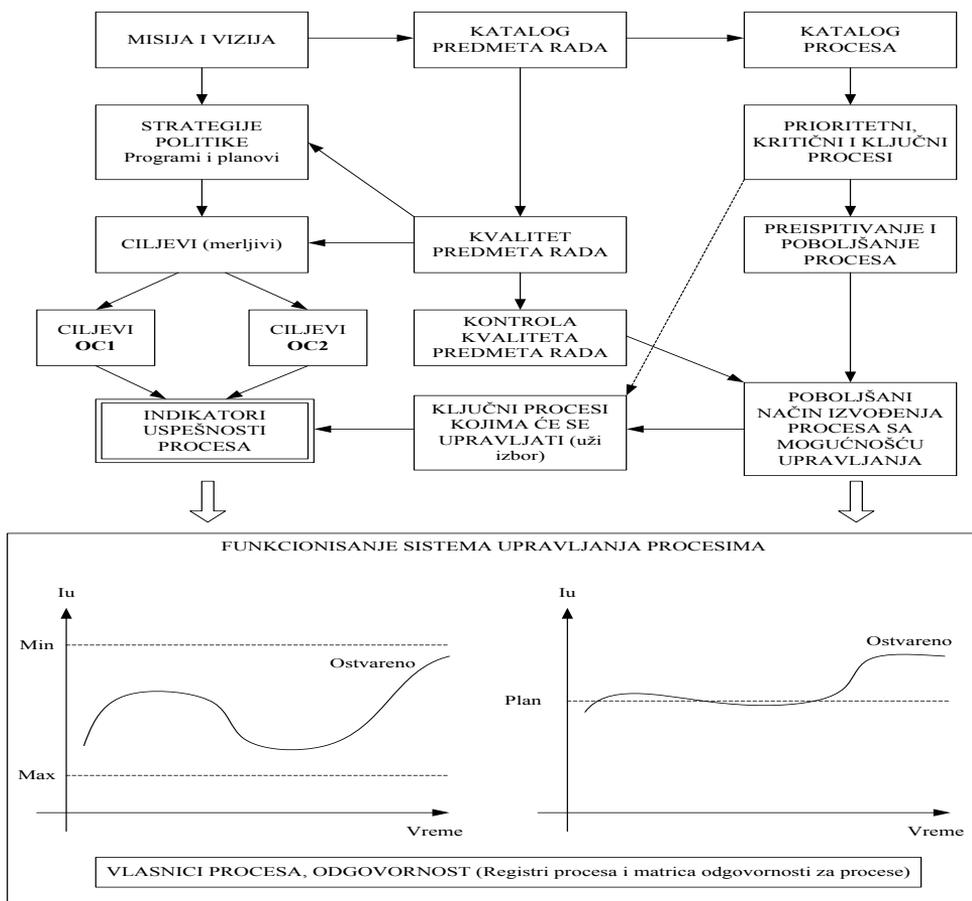 MISIJA I VIZIJA
KATALOG
PREDMETA RADA
KATALOG
PROCESA
STRATEGIJE
POLITIKE
Programi i planovi
PRIORITETNI,
KRITIČNI I KLJUČNI
PROCESI
CILJEVI (merljivi)
KVALITET
PREDMETA RADA
PREISPITIVANJE I
POBOLJŠANJE
PROCESA
CILJEVI
OC1
CILJEVI
OC2
KONTROLA
KVALITETA
PREDMETA RADA
INDIKATORI
USPEŠNOSTI
PROCESA
KLJUČNI PROCESI
KOJIMA ĆE SE
UPRAVLJATI (uži
izbor)
POBOLJŠANI
NAČIN IZVOĐENJA
PROCESA SA
MOGUĆNOŠĆU
UPRAVLJANJA
FUNKCIONISANJE SISTEMA UPRAVLJANJA PROCESIMA
Iu
Min
Ostvareno
Max
Vreme
Iu
Ostvareno
Plan
Vreme
VLASNICI PROCESA, ODGOVORNOST (Registri procesa i matrica odgovornosti za procese)